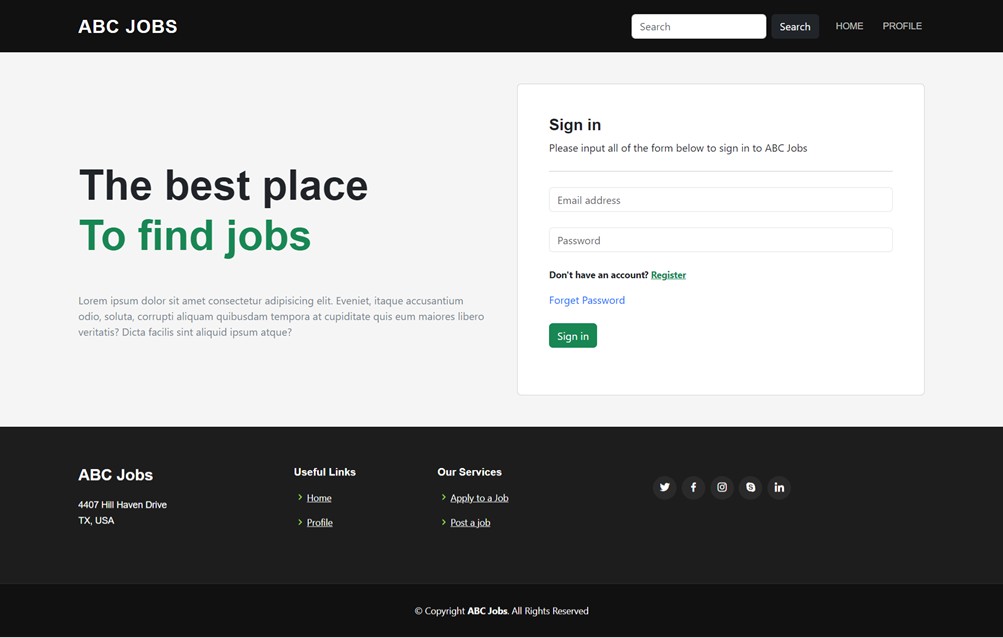 ABC JOBS
Search
Search
HOME
PROFILE
The best place
To find jobs
Lorem ipsum dolor sit amet consectetur adipisicing elit. Eveniet, itaque accusantium
odio, soluta, corrupti aliquam quibusdam tempora at cupiditate quis eum maiores libero
veritatis? Dicta facilis sint aliquid ipsum atque?
Sign in
Please input all of the form below to sign in to ABC Jobs
Email address
Password
Don't have an account? Register
Forget Password
Sign in
ABC Jobs
4407 Hill Haven Drive
TX, USA
Useful Links
Home
Profile
Our Services
Apply to a Job
Post a job
© Copyright ABC Jobs. All Rights Reserved